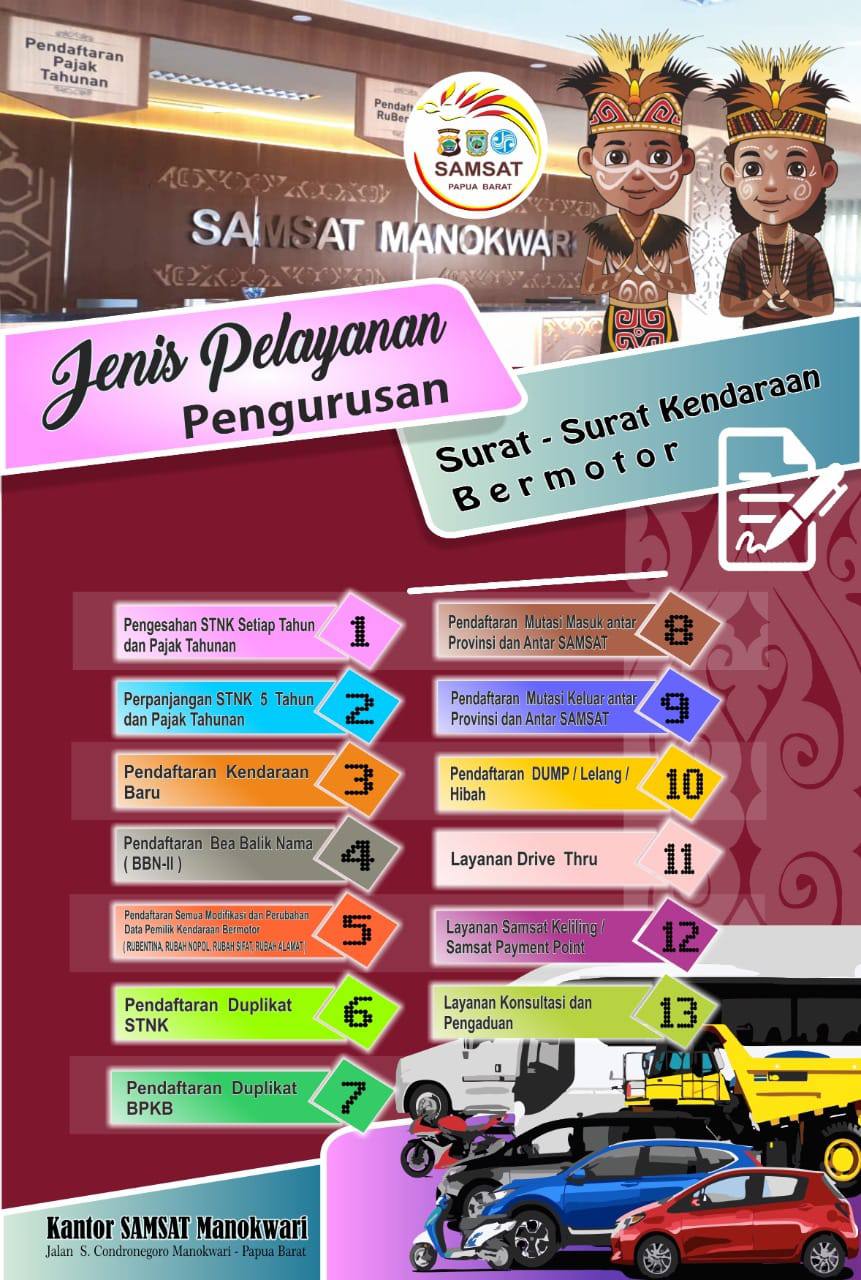 Pendaftaran
Pajak
Tahunan
SAMSAT
PAPUA BARAT
SAMSAT MANOKWARI
Jenis Pelayanan
Pengurusan
Surat - Surat Kendaraan
Bermotor
Pengesahan STNK Setiap Tahun
dan Pajak Tahunan
1
Perpanjangan STNK 5 Tahun
dan Pajak Tahunan
2
Pendaftaran Kendaraan
Baru
3
Pendaftaran Bea Balik Nama
( BBN-II )
4
Pendaftaran Semua Modifikasi dan Perubahan
Data Pemilik Kendaraan Bermotor
( RUBENTINA, RUBAH NOPOL, RUBAH SIFAT, RUBAH ALAMAT )
5
Pendaftaran Duplikat
STNK
6
Pendaftaran Duplikat
BPKB
7
Pendaftaran Mutasi Masuk antar
Provinsi dan Antar SAMSAT
8
Pendaftaran Mutasi Keluar antar
Provinsi dan Antar SAMSAT
9
Pendaftaran DUMP / Lelang /
Hibah
10
Layanan Drive Thru
11
Layanan Samsat Keliling /
Samsat Payment Point
12
Layanan Konsultasi dan
Pengaduan
13
Kantor SAMSAT Manokwari
Jalan S. Condronegoro Manokwari - Papua Barat